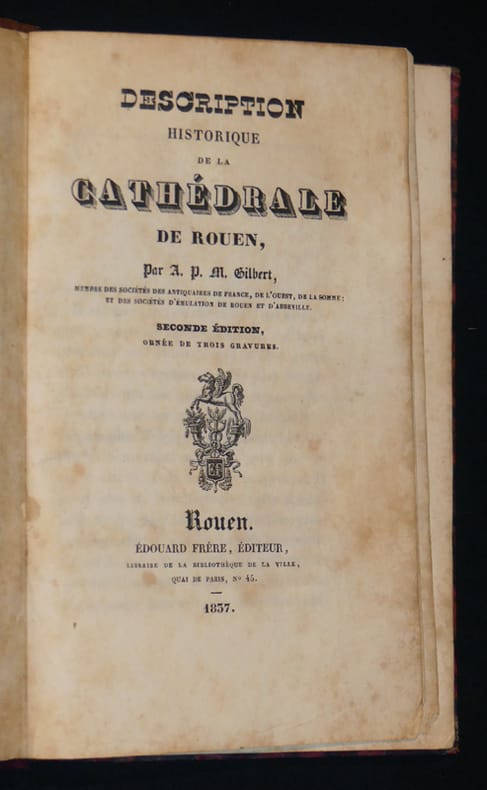 DESCRIPTION
HISTORIQUE
DE LA
CATHÉDRALE
DE ROUEN,
Par A. P. M. Gilbert,
MEMBRE DES SOCIÉTÉS DES ANTIQUAIRES DE FRANCE, DE L'OUEST, DE LA SOMME;
ET DES SOCIÉTÉS D'ÉMULATION DE ROUEN ET D'ABBEVILLE.
SECONDE ÉDITION,
ORNÉE DE TROIS GRAVURES.
Rouen.
ÉDOUARD FRÈRE, ÉDITEUR,
LIBRAIRE DE LA BIBLIOTHÈQUE DE LA VILLE,
QUAI DE PARIS, No 45.
1837.